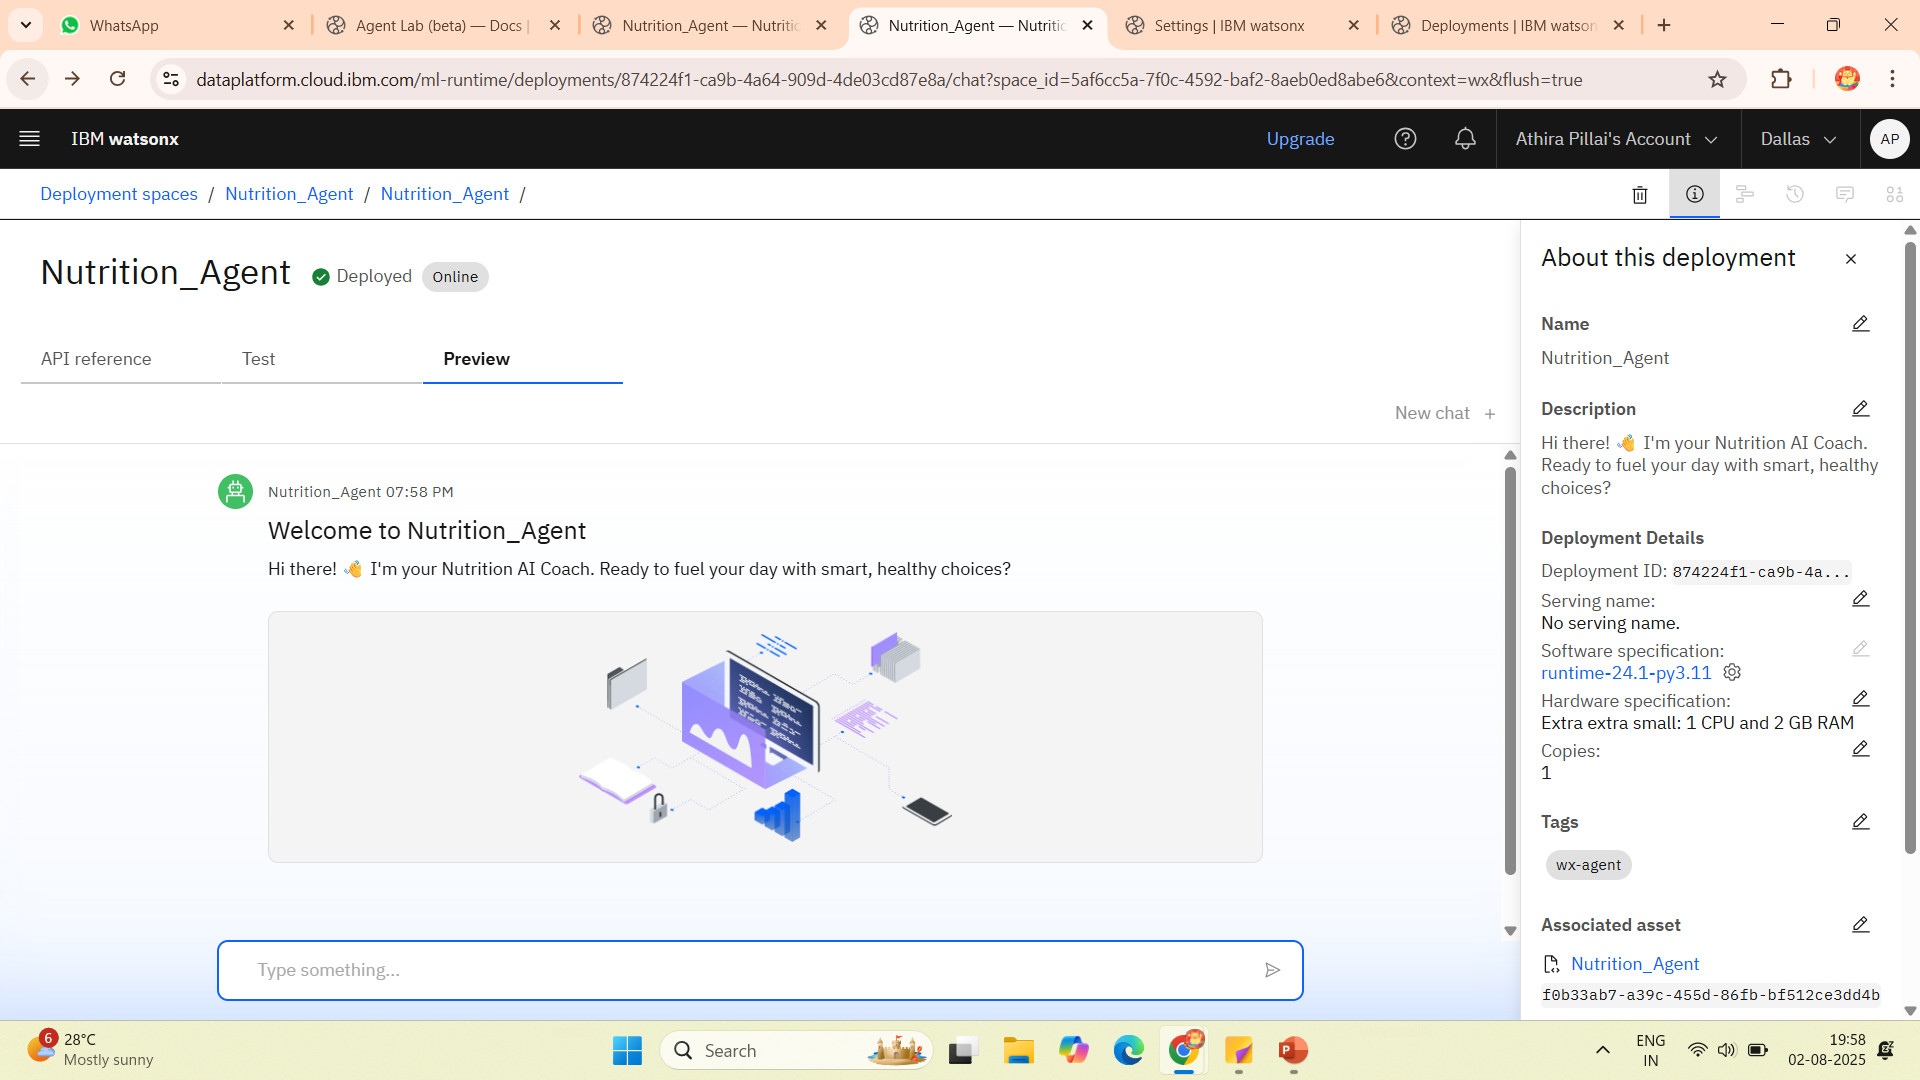 WhatsApp
Agent Lab (beta) — Docs |
Nutrition_Agent — Nutritic
Nutrition_Agent — Nutritic
Settings | IBM watsonx
Deployments | IBM watson
dataplatform.cloud.ibm.com/ml-runtime/deployments/874224f1-ca9b-4a64-909d-4de03cd87e8a/chat?space_id=5af6cc5a-7f0c-4592-baf2-8aeb0ed8abe6&context=wx&flush=true
IBM watsonx
Upgrade
Athira Pillai's Account
Dallas
AP
Deployment spaces / Nutrition_Agent / Nutrition_Agent /
Nutrition_Agent
Deployed
Online
API reference
Test
Preview
New chat +
Nutrition_Agent 07:58 PM
Welcome to Nutrition_Agent
Hi there! 👋 I'm your Nutrition AI Coach. Ready to fuel your day with smart, healthy choices?
Type something...
About this deployment
Name
Nutrition_Agent
Description
Hi there! 👋 I'm your Nutrition AI Coach.
Ready to fuel your day with smart, healthy
choices?
Deployment Details
Deployment ID: 874224f1-ca9b-4a...
Serving name:
No serving name.
Software specification:
runtime-24.1-py3.11
Hardware specification:
Extra extra small: 1 CPU and 2 GB RAM
Copies:
1
Tags
wx-agent
Associated asset
Nutrition_Agent
f0b33ab7-a39c-455d-86fb-bf512ce3dd4b
6
28°C
Mostly sunny
Search
ENG
IN
19:58
02-08-2025